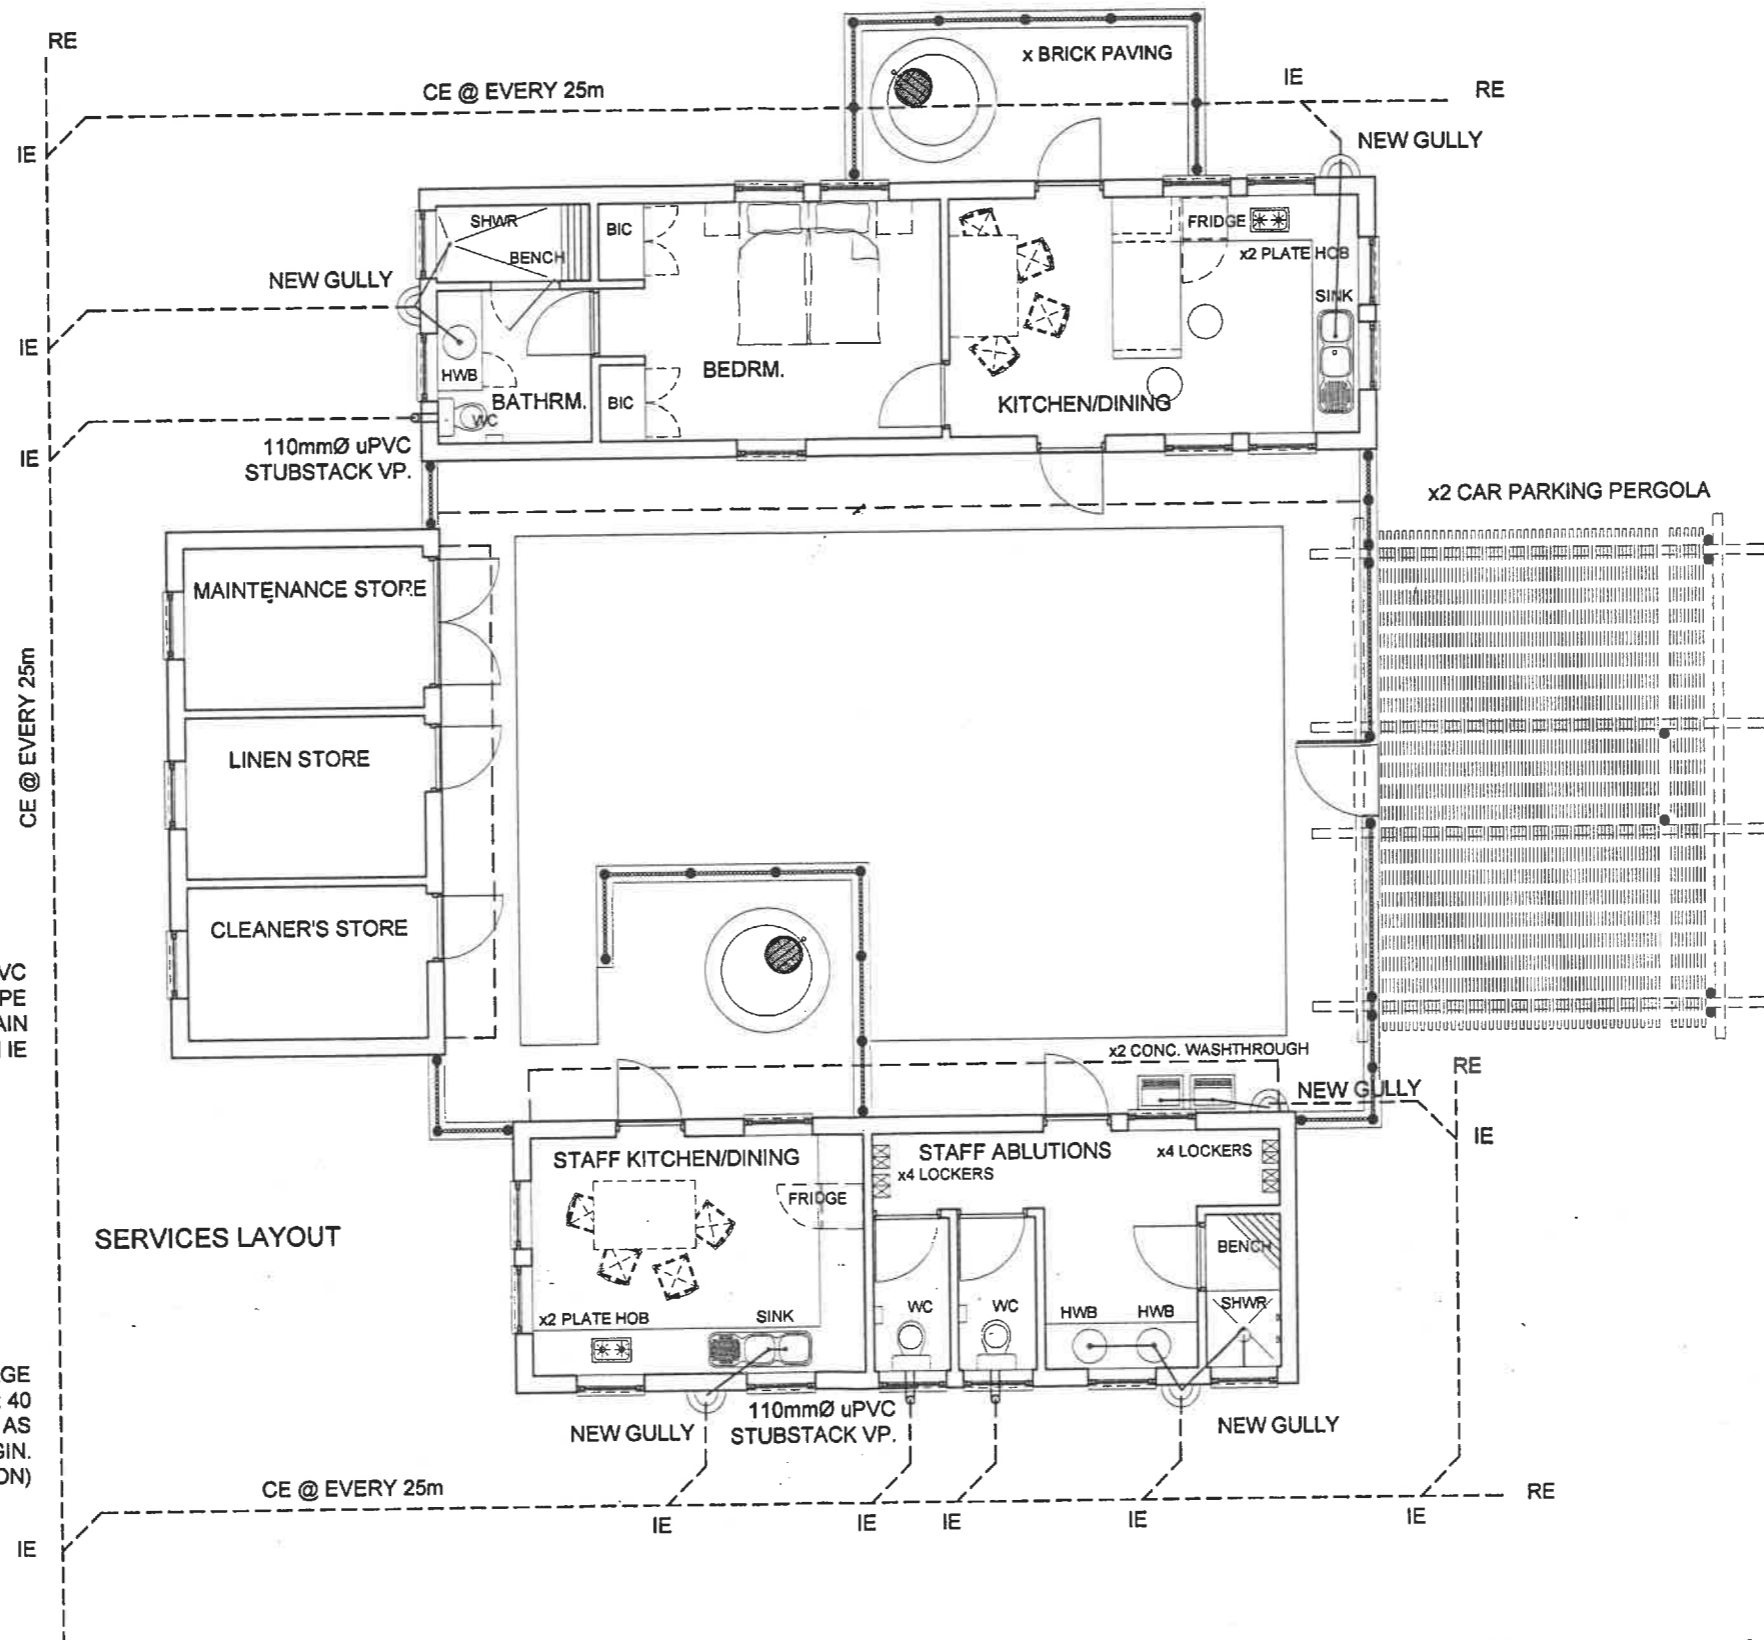 RE
x BRICK PAVING
IE
CE @ EVERY 25m
RE
NEW GULLY
IE
SHWR
BIC
FRIDGE
BENCH
x2 PLATE HOB
NEW GULLY
SINK
IE
HWB
BEDRM.
BATHRM.
BIC
KITCHEN/DINING
WC
110mmØ uPVC
STUBSTACK VP.
IE
x2 CAR PARKING PERGOLA
MAINTENANCE STORE
CE @ EVERY 25m
LINEN STORE
CLEANER'S STORE
VC
PE
AIN
IE
x2 CONC. WASHTHROUGH
RE
NEW GULLY
IE
STAFF KITCHEN/DINING
STAFF ABLUTIONS
x4 LOCKERS
x4 LOCKERS
FRIDGE
SERVICES LAYOUT
BENCH
x2 PLATE HOB
SINK
WC
WC
HWB
HWB
SHWR
GE
40
AS
GIN.
ON)
NEW GULLY
110mmØ uPVC
STUBSTACK VP.
NEW GULLY
CE @ EVERY 25m
RE
IE
IE
IE
IE
IE
IE